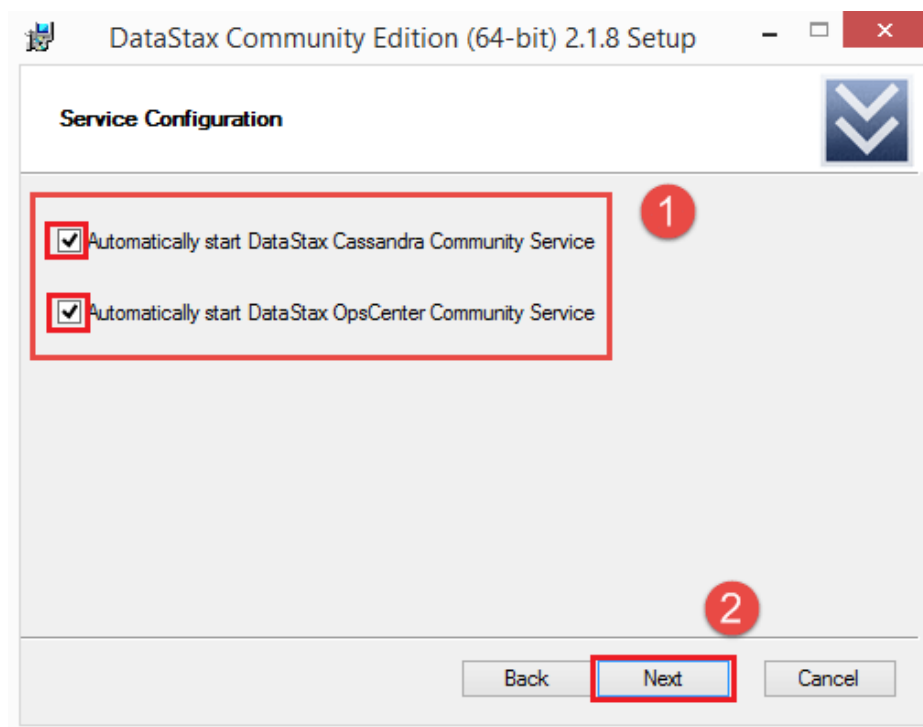 DataStax Community Edition (64-bit) 2.1.8 Setup
Service Configuration
1
Automatically start DataStax Cassandra Community Service
Automatically start DataStax OpsCenter Community Service
2
Back Next Cancel